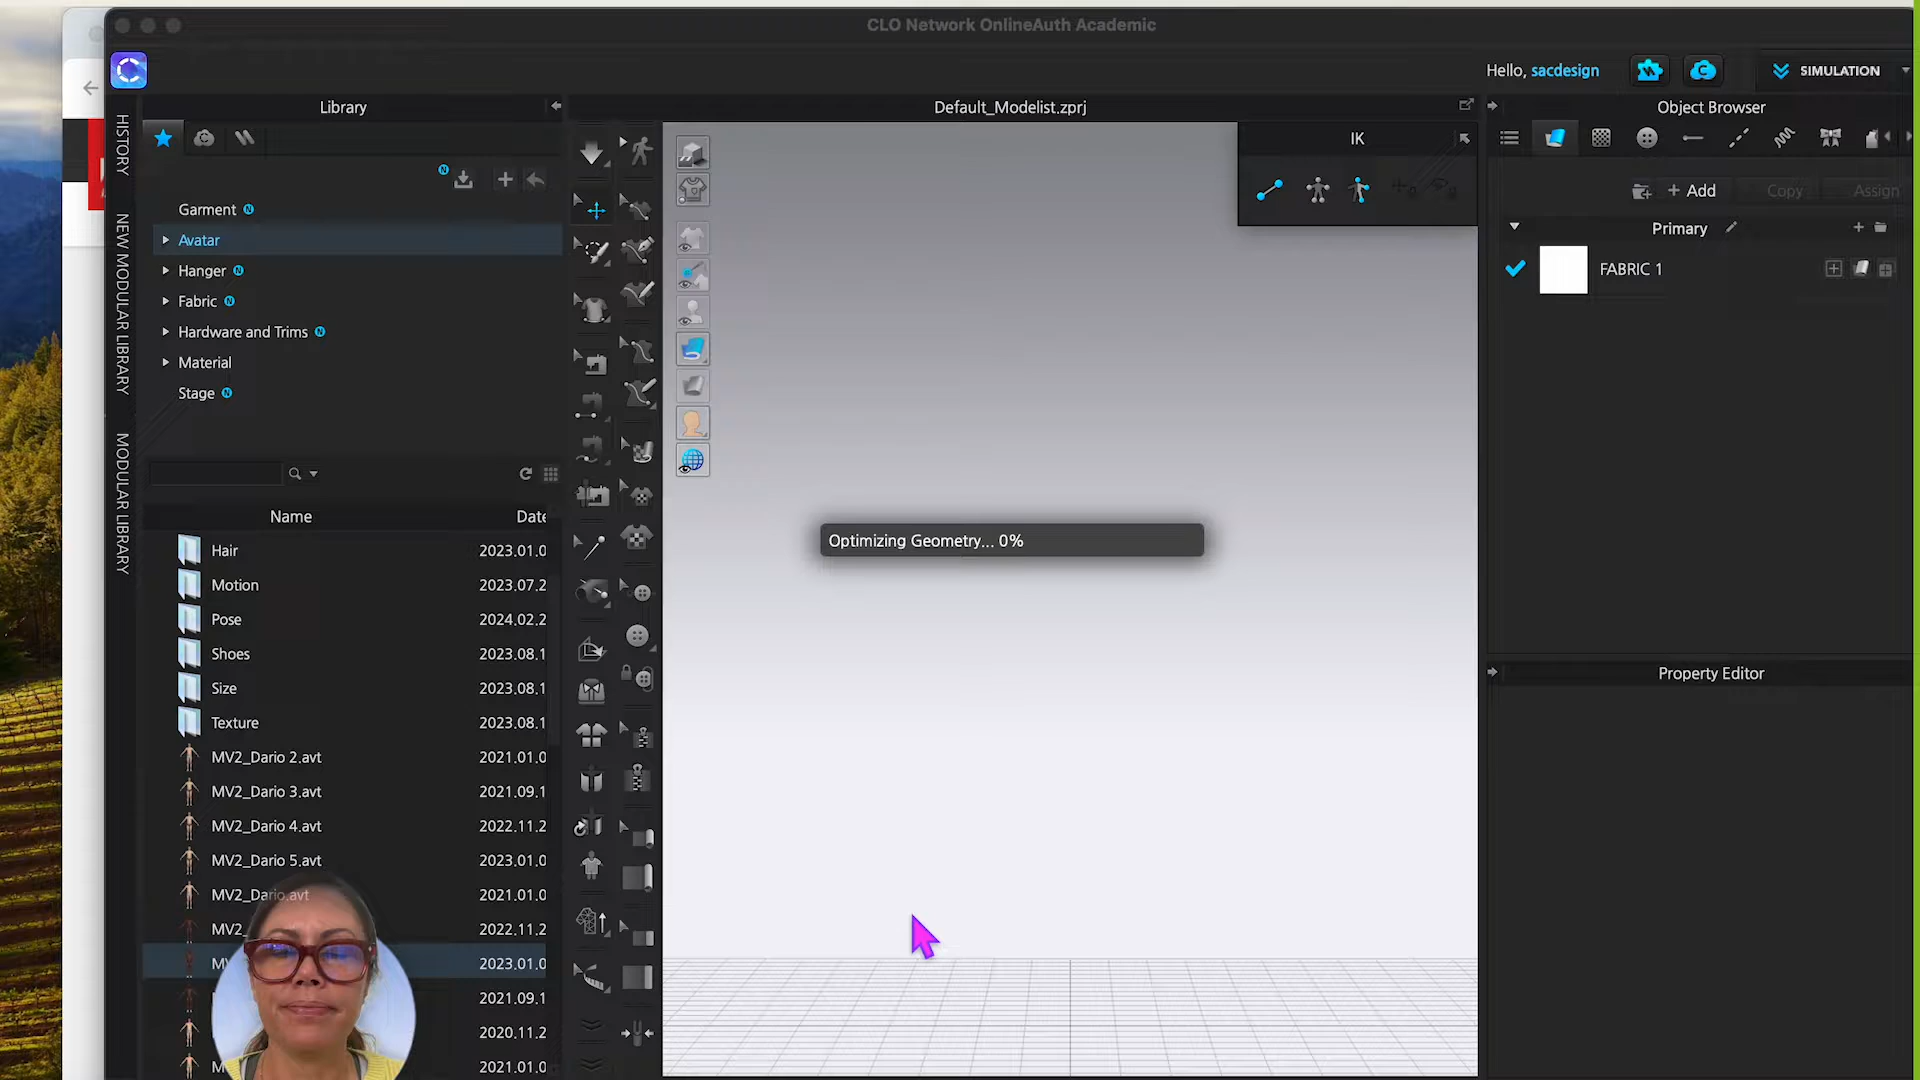 CLO Network OnlineAuth Academic
Hello, sacdesign
SIMULATION
HISTORY
NEW MODULAR LIBRARY
MODULAR LIBRARY
Library
Garment N
Avatar
Hanger N
Fabric N
Hardware and Trims N
Material
Stage N
Name Date
Hair 2023.01.0
Motion 2023.07.2
Pose 2024.02.2
Shoes 2023.08.1
Size 2023.08.1
Texture 2023.08.1
MV2_Dario 2.avt 2021.01.0
MV2_Dario 3.avt 2021.09.1
MV2_Dario 4.avt 2022.11.2
MV2_Dario 5.avt 2023.01.0
MV2_Dario.avt 2021.01.0
MV2_ 2022.11.2
2023.01.0
2021.09.1
2020.11.2
2021.01.0
Default_Modelist.zprj
IK
Optimizing Geometry... 0%
Object Browser
+ Add Copy Assign
Primary
FABRIC 1
Property Editor